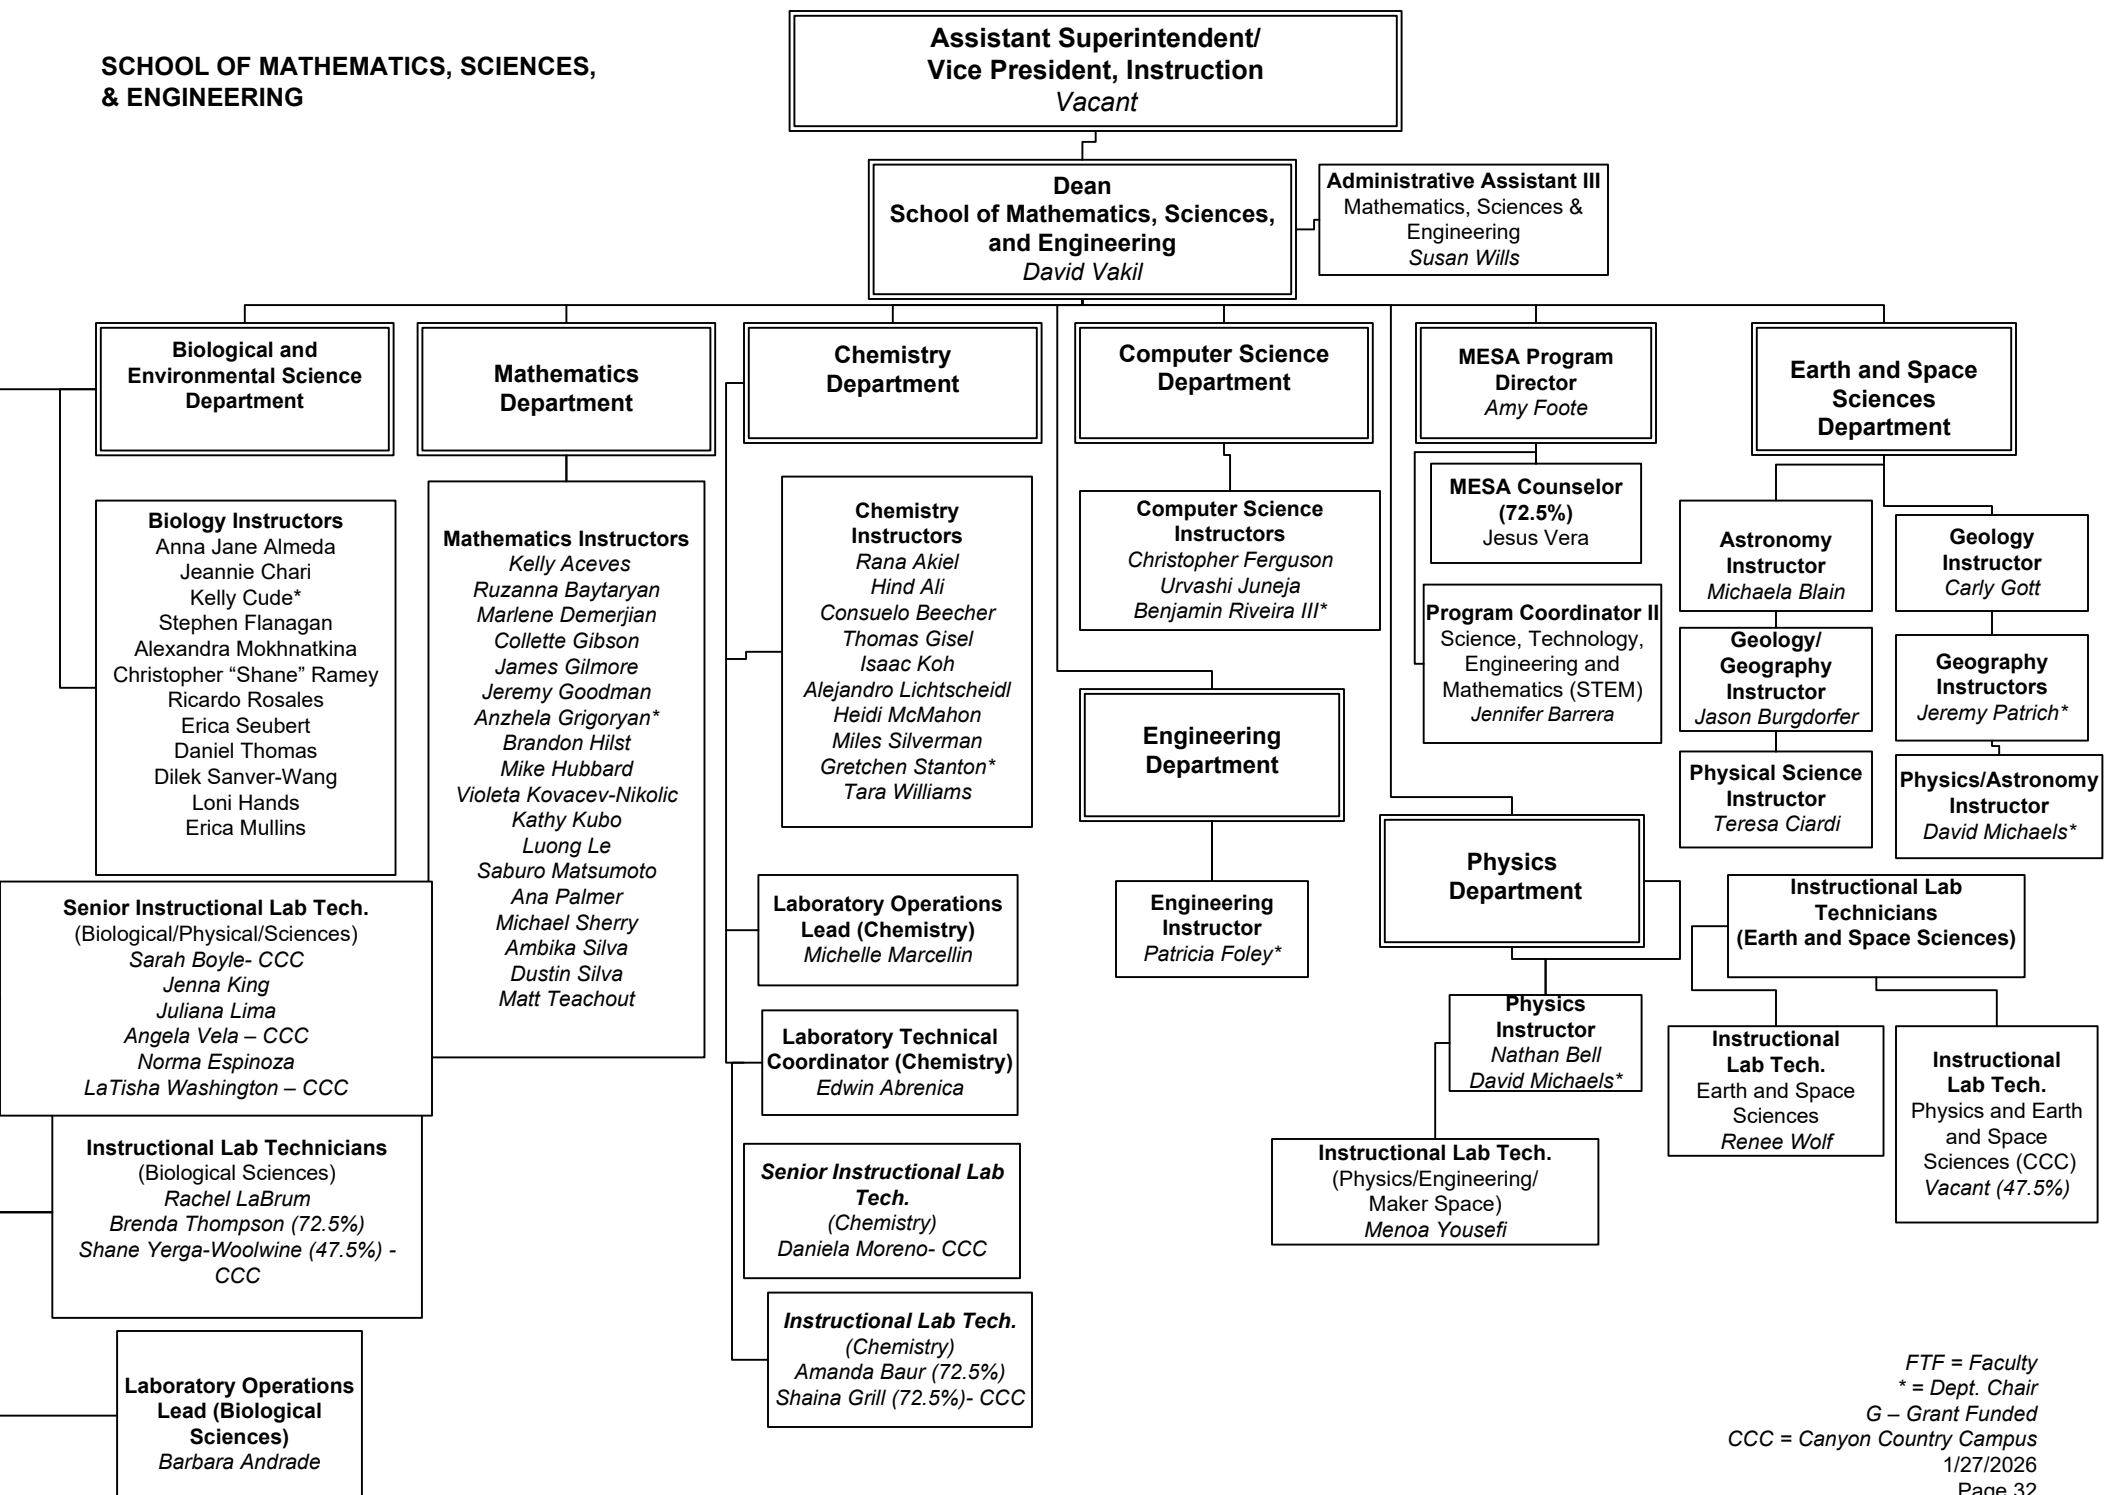 SCHOOL OF MATHEMATICS, SCIENCES,
& ENGINEERING
Assistant Superintendent/
Vice President, Instruction
Vacant
Dean
School of Mathematics, Sciences,
and Engineering
David Vakil
Administrative Assistant III
Mathematics, Sciences &
Engineering
Susan Wills
Biological and
Environmental Science
Department
Mathematics
Department
Chemistry
Department
Computer Science
Department
MESA Program
Director
Amy Foote
Earth and Space
Sciences
Department
Biology Instructors
Anna Jane Almeda
Jeannie Chari
Kelly Cude*
Stephen Flanagan
Alexandra Mokhnatkina
Christopher “Shane” Ramey
Ricardo Rosales
Erica Seubert
Daniel Thomas
Dilek Sanver-Wang
Loni Hands
Erica Mullins
Senior Instructional Lab Tech.
(Biological/Physical/Sciences)
Sarah Boyle- CCC
Jenna King
Juliana Lima
Angela Vela – CCC
Norma Espinoza
LaTisha Washington – CCC
Instructional Lab Technicians
(Biological Sciences)
Rachel LaBrum
Brenda Thompson (72.5%)
Shane Yerga-Woolwine (47.5%) -
CCC
Laboratory Operations
Lead (Biological
Sciences)
Barbara Andrade
Mathematics Instructors
Kelly Aceves
Ruzanna Baytaryan
Marlene Demerjian
Collette Gibson
James Gilmore
Jeremy Goodman
Anzhela Grigoryan*
Brandon Hilst
Mike Hubbard
Violeta Kovacev-Nikolic
Kathy Kubo
Luong Le
Saburo Matsumoto
Ana Palmer
Michael Sherry
Ambika Silva
Dustin Silva
Matt Teachout
Chemistry
Instructors
Rana Akiel
Hind Ali
Consuelo Beecher
Thomas Gisel
Isaac Koh
Alejandro Lichtscheidl
Heidi McMahon
Miles Silverman
Gretchen Stanton*
Tara Williams
Laboratory Operations
Lead (Chemistry)
Michelle Marcellin
Laboratory Technical
Coordinator (Chemistry)
Edwin Abrenica
Senior Instructional Lab
Tech.
(Chemistry)
Daniela Moreno- CCC
Instructional Lab Tech.
(Chemistry)
Amanda Baur (72.5%)
Shaina Grill (72.5%)- CCC
Computer Science
Instructors
Christopher Ferguson
Urvashi Juneja
Benjamin Riveira III*
Engineering
Department
Engineering
Instructor
Patricia Foley*
MESA Counselor
(72.5%)
Jesus Vera
Program Coordinator II
Science, Technology,
Engineering and
Mathematics (STEM)
Jennifer Barrera
Physics
Department
Physics
Instructor
Nathan Bell
David Michaels*
Instructional Lab Tech.
(Physics/Engineering/
Maker Space)
Menoa Yousefi
Astronomy
Instructor
Michaela Blain
Geology/
Geography
Instructor
Jason Burgdorfer
Physical Science
Instructor
Teresa Ciardi
Geology
Instructor
Carly Gott
Geography
Instructors
Jeremy Patrich*
Physics/Astronomy
Instructor
David Michaels*
Instructional Lab
Technicians
(Earth and Space Sciences)
Instructional
Lab Tech.
Earth and Space
Sciences
Renee Wolf
Instructional
Lab Tech.
Physics and Earth
and Space
Sciences (CCC)
Vacant (47.5%)
FTF = Faculty
* = Dept. Chair
G – Grant Funded
CCC = Canyon Country Campus
1/27/2026
Page 32